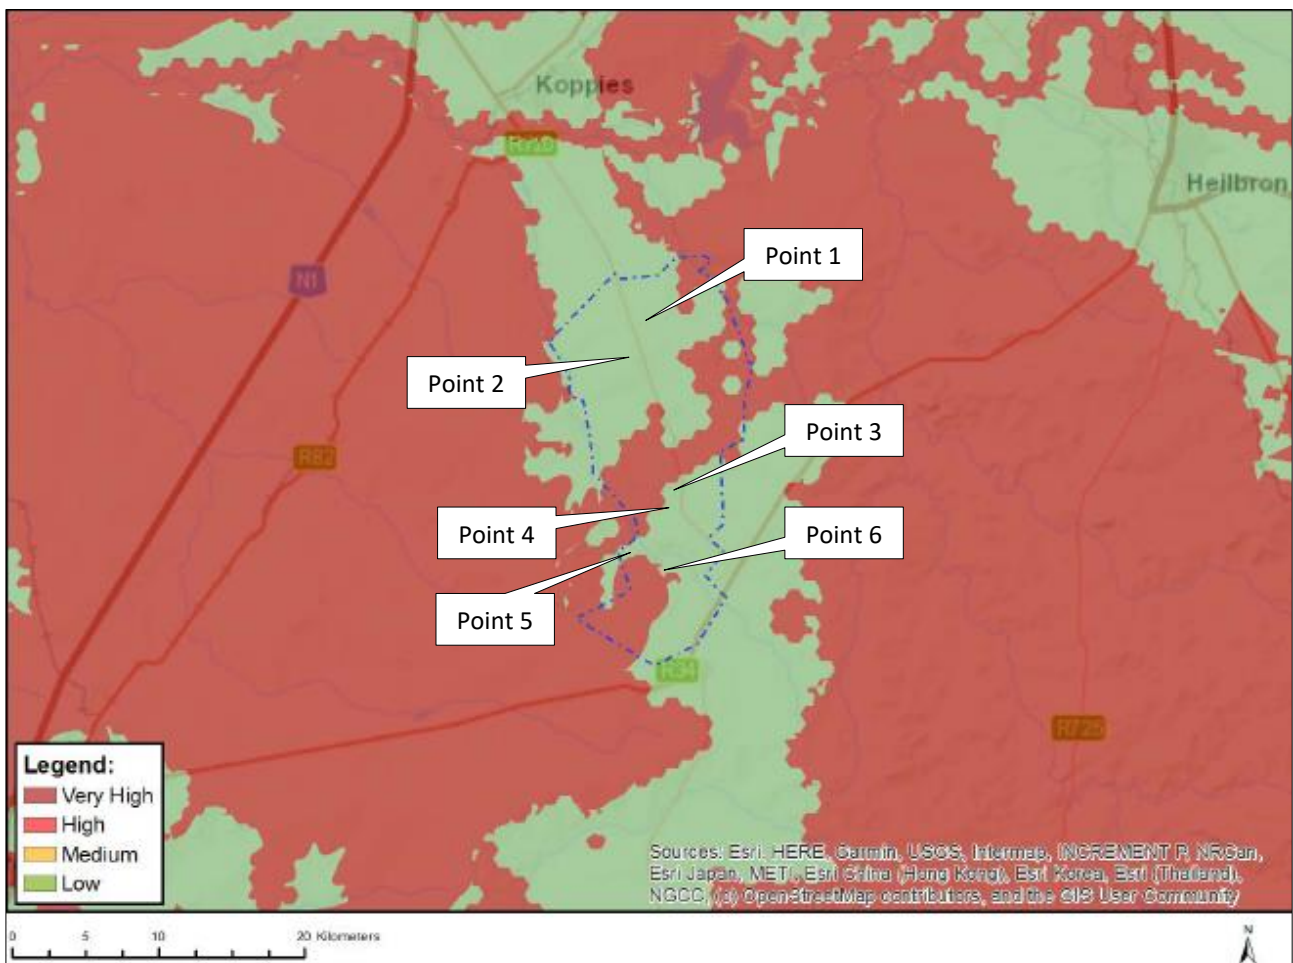 Koppies
R720
Heilbron
Point 1
N1
Point 2
Point 3
R82
Point 4
Point 6
Point 5
R34
R725
Legend:
Very High
High
Medium
Low
Sources: Esri, HERE, Garmin, USGS, Intermap, INCREMENT P, NRCan,
Esri Japan, METI, Esri China (Hong Kong), Esri Korea, Esri (Thailand),
NGCC, (c) OpenStreetMap contributors, and the GIS User Community
0 5 10 20 Kilometers
N